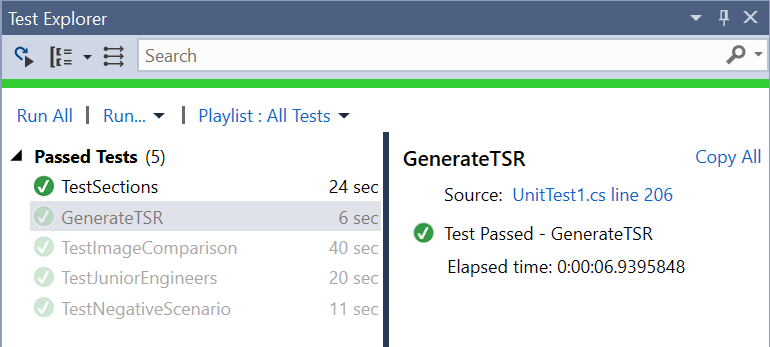 Test Explorer
Search
Run All | Run... | Playlist : All Tests
Passed Tests (5)
TestSections 24 sec
GenerateTSR 6 sec
TestImageComparison 40 sec
TestJuniorEngineers 20 sec
TestNegativeScenario 11 sec
GenerateTSR Copy All
Source: UnitTest1.cs line 206
Test Passed - GenerateTSR
Elapsed time: 0:00:06.9395848